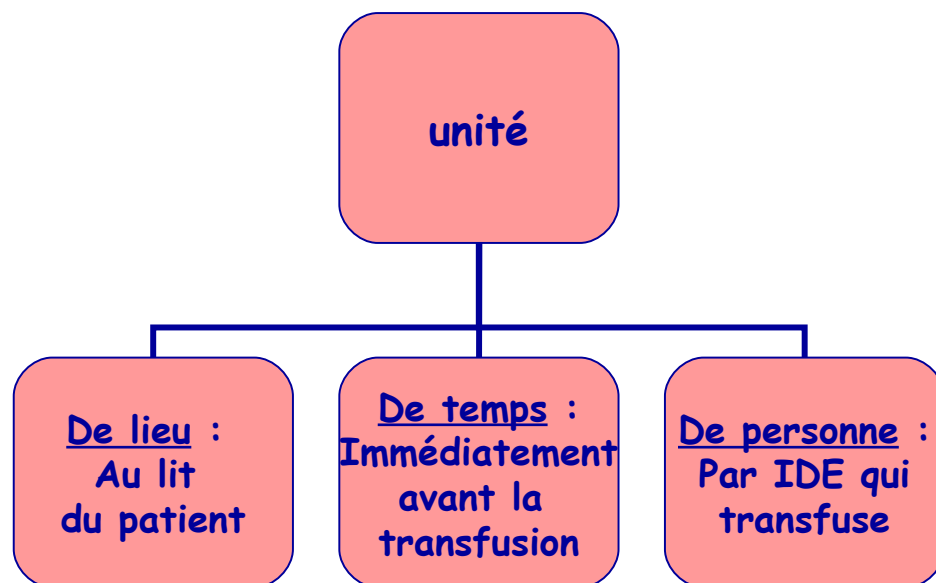 unité
De lieu :
Au lit
du patient
De temps :
Immédiatement
avant la
transfusion
De personne :
Par IDE qui
transfuse